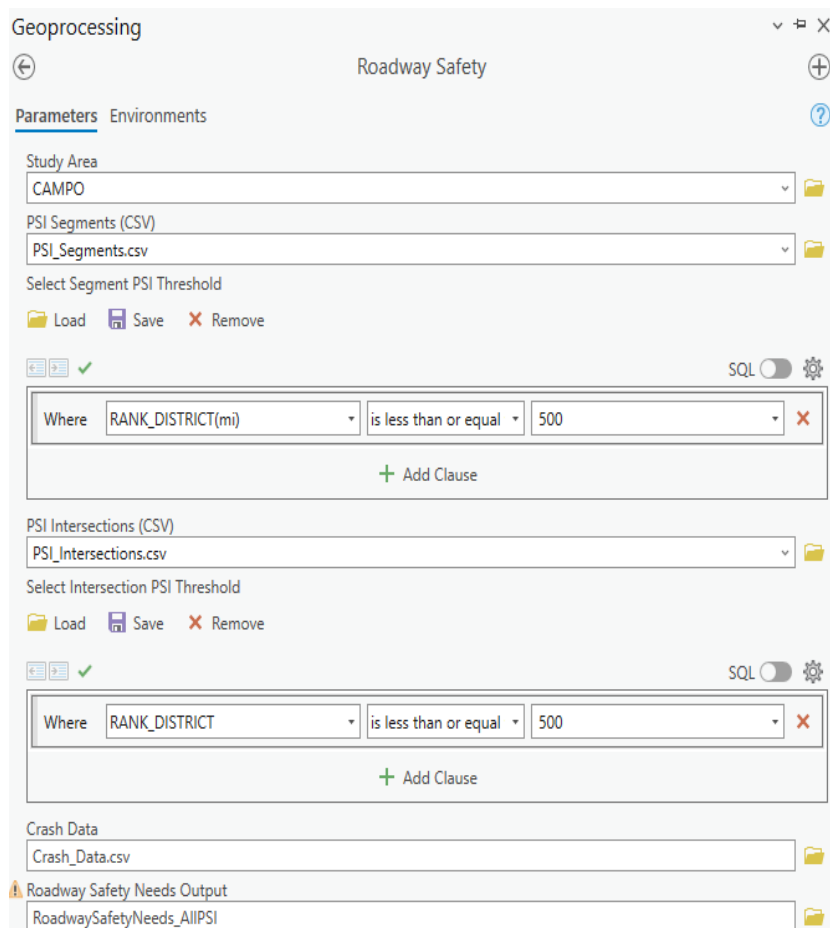 Geoprocessing
Roadway Safety
Parameters Environments
Study Area
CAMPO
PSI Segments (CSV)
PSI_Segments.csv
Select Segment PSI Threshold
Load Save Remove
SQL
Where RANK_DISTRICT(mi) is less than or equal 500
Add Clause
PSI Intersections (CSV)
PSI_Intersections.csv
Select Intersection PSI Threshold
Load Save Remove
SQL
Where RANK_DISTRICT is less than or equal 500
Add Clause
Crash Data
Crash_Data.csv
Roadway Safety Needs Output
RoadwaySafetyNeeds_AllPSI